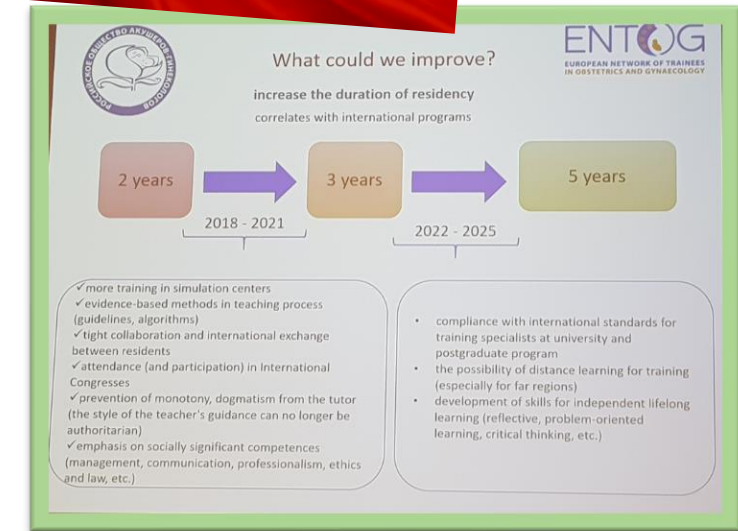 РОССИЙСКОЕ ОБЩЕСТВО АКУШЕРОВ-ГИНЕКОЛОГОВ
ENTOG
EUROPEAN NETWORK OF TRAINEES
IN OBSTETRICS AND GYNAECOLOGY
What could we improve?
increase the duration of residency
correlates with international programs
2 years
3 years
5 years
2018 - 2021
2022 - 2025
✓more training in simulation centers
✓evidence-based methods in teaching process
(guidelines, algorithms)
✓tight collaboration and international exchange
between residents
✓attendance (and participation) in International
Congresses
✓prevention of monotony, dogmatism from the tutor
(the style of the teacher's guidance can no longer be
authoritarian)
✓emphasis on socially significant competences
(management, communication, professionalism, ethics
and law, etc.)
• compliance with international standards for
training specialists at university and
postgraduate program
• the possibility of distance learning for training
(especially for far regions)
• development of skills for independent lifelong
learning (reflective, problem-oriented
learning, critical thinking, etc.)